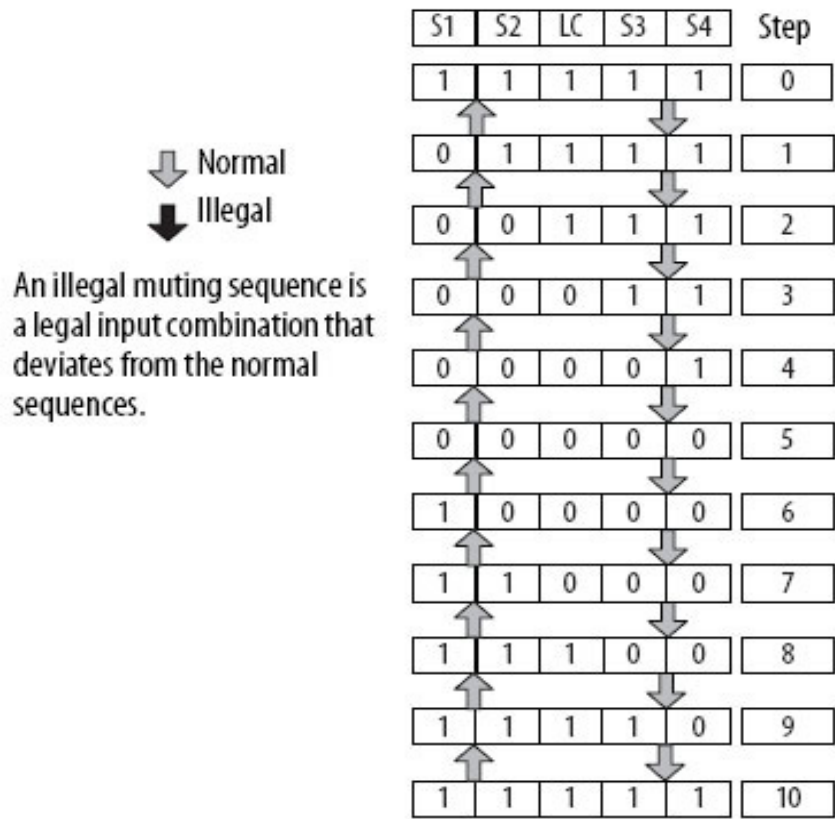 S1 S2 LC S3 S4 Step
1 1 1 1 1 0
0 1 1 1 1 1
Normal
0 0 1 1 1 2
Illegal
0 0 0 1 1 3
An illegal muting sequence is
a legal input combination that
deviates from the normal
sequences.
0 0 0 0 1 4
0 0 0 0 0 5
1 0 0 0 0 6
1 1 0 0 0 7
1 1 1 0 0 8
1 1 1 1 0 9
1 1 1 1 1 10